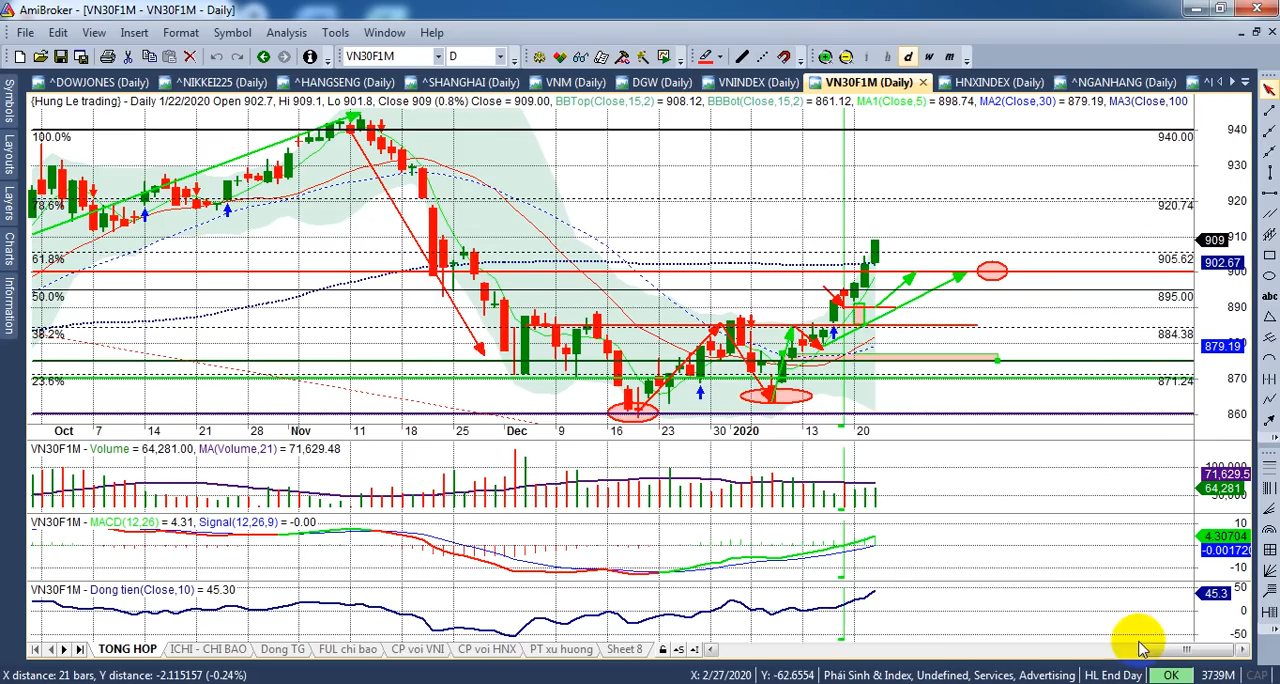 AmiBroker - [VN30F1M - VN30F1M - Daily]
File Edit View Insert Format Symbol Analysis Tools Window Help
VN30F1M D i h d w m
^DOWJONES (Daily) ^NIKKEI225 (Daily) ^HANGSENG (Daily) ^SHANGHAI (Daily) VNM (Daily) DGW (Daily) VNINDEX (Daily) VN30F1M (Daily) HNXINDEX (Daily) ^NGANHANG (Daily)
{Hung Le trading} - Daily 1/22/2020 Open 902.7, Hi 909.1, Lo 901.8, Close 909 (0.8%) Close = 909.00, BBTop(Close,15,2) = 908.12, BBBot(Close,15,2) = 861.12, MA1(Close,5) = 898.74, MA2(Close,30) = 879.19, MA3(Close,100
Symbols
Layouts
Layers
Charts
Information
abc
100.0% 940.00 940
930
78.6% 920.74 920
910 909
61.8% 905.62 902.67
900
50.0% 895.00 890
38.2% 884.38 879.19
23.6% 871.24 870
860
Oct 7 14 21 28 Nov 11 18 25 Dec 9 16 23 30 2020 13 20
VN30F1M - Volume = 64,281.00, MA(Volume,21) = 71,629.48
71,629.5
64,281
VN30F1M - MACD(12,26) = 4.31, Signal(12,26,9) = -0.00
10
4.30704
-0.001720
-10
VN30F1M - Dong tien(Close,10) = 45.30
50
45.3
0
-50
TONG HOP ICHI - CHI BAO Dong TG FUL chi bao CP voi VNI CP voi HNX PT xu huong Sheet 8
X distance: 21 bars, Y distance: -2.115157 (-0.24%) X: 2/27/2020 Y: -62.6554 Phái Sinh & Index, Undefined, Services, Advertising HL End Day OK 3739M CAP